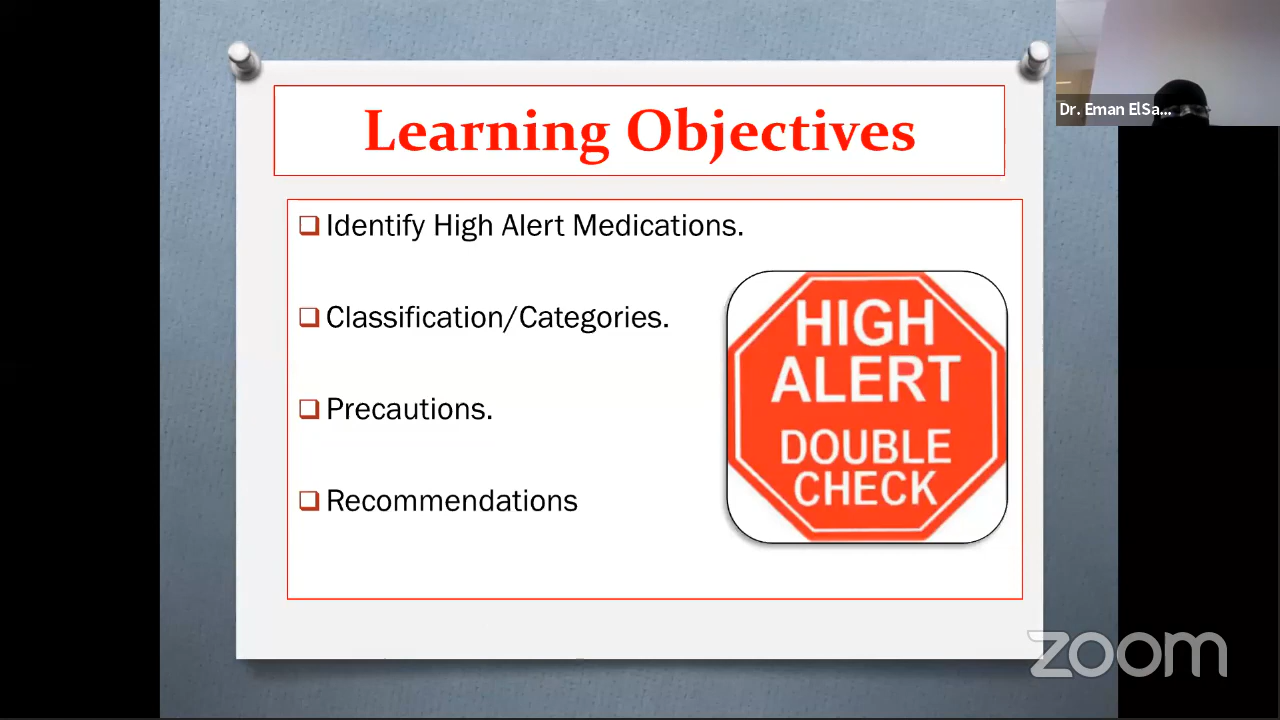 Learning Objectives
Identify High Alert Medications.
Classification/Categories.
Precautions.
Recommendations
HIGH
ALERT
DOUBLE
CHECK
Dr. Eman ElSa...
zoom